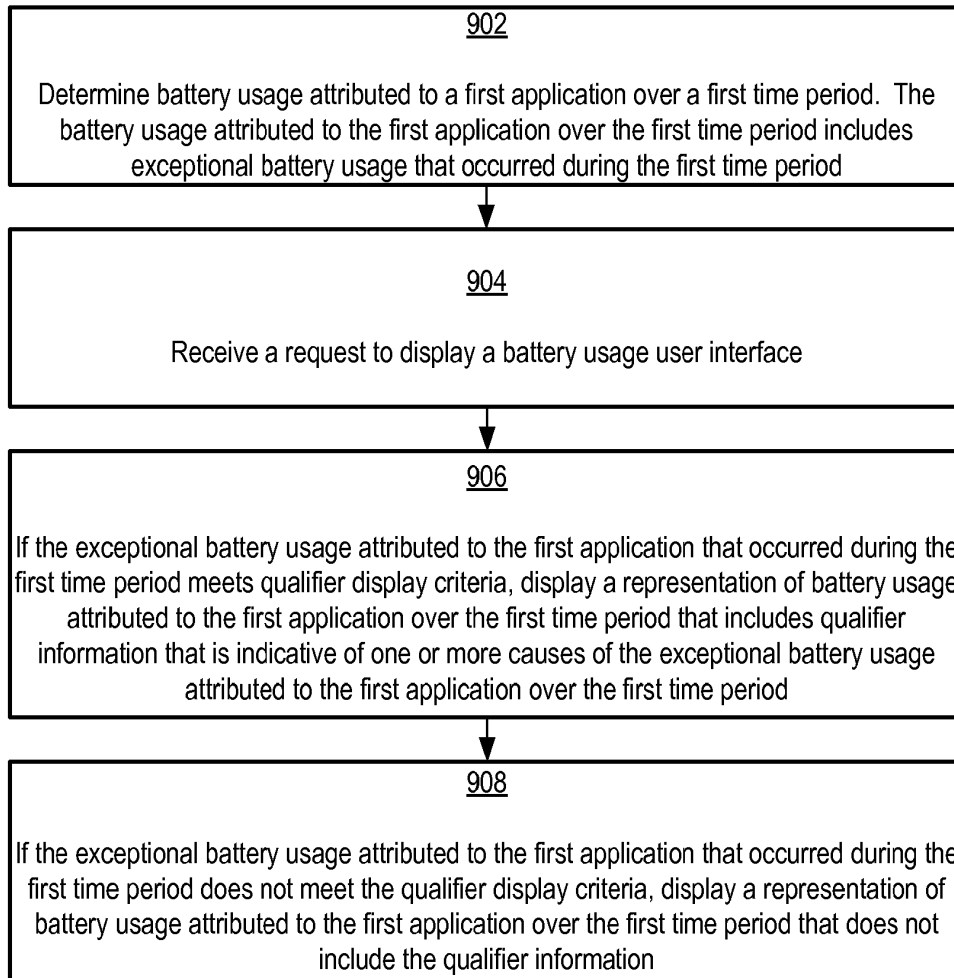 902
Determine battery usage attributed to a first application over a first time period. The
battery usage attributed to the first application over the first time period includes
exceptional battery usage that occurred during the first time period
904
Receive a request to display a battery usage user interface
906
If the exceptional battery usage attributed to the first application that occurred during the
first time period meets qualifier display criteria, display a representation of battery usage
attributed to the first application over the first time period that includes qualifier
information that is indicative of one or more causes of the exceptional battery usage
attributed to the first application over the first time period
908
If the exceptional battery usage attributed to the first application that occurred during the
first time period does not meet the qualifier display criteria, display a representation of
battery usage attributed to the first application over the first time period that does not
include the qualifier information